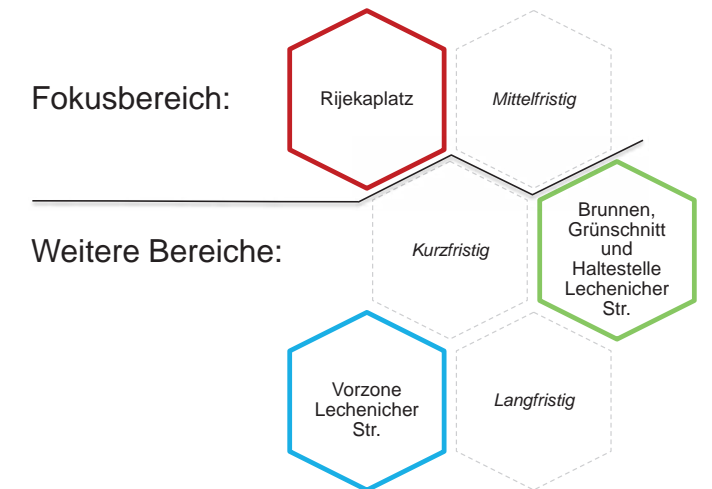 Fokusbereich:
Rijekaplatz
Mittelfristig
Weitere Bereiche:
Kurzfristig
Brunnen,
Grünschnitt
und
Haltestelle
Lechenicher
Str.
Vorzone
Lechenicher
Str.
Langfristig